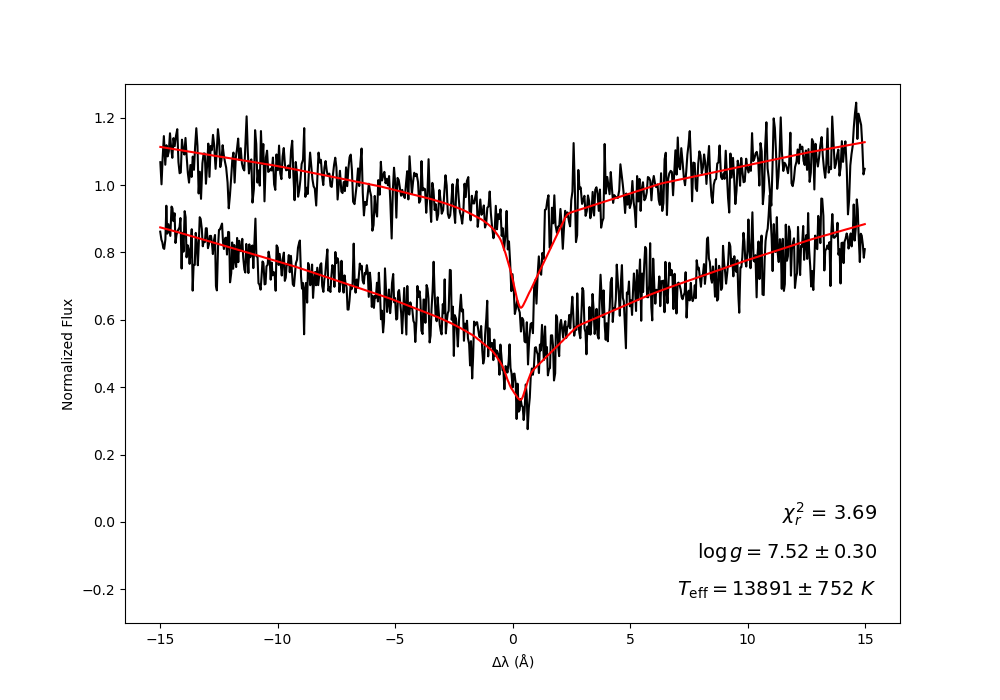 1.2
1.0
0.8
0.6
0.4
0.2
0.0
−0.2
Normalized Flux
χ²ᵣ = 3.69
log g = 7.52 ± 0.30
T_eff = 13891 ± 752 K
−15 −10 −5 0 5 10 15
Δλ (Å)